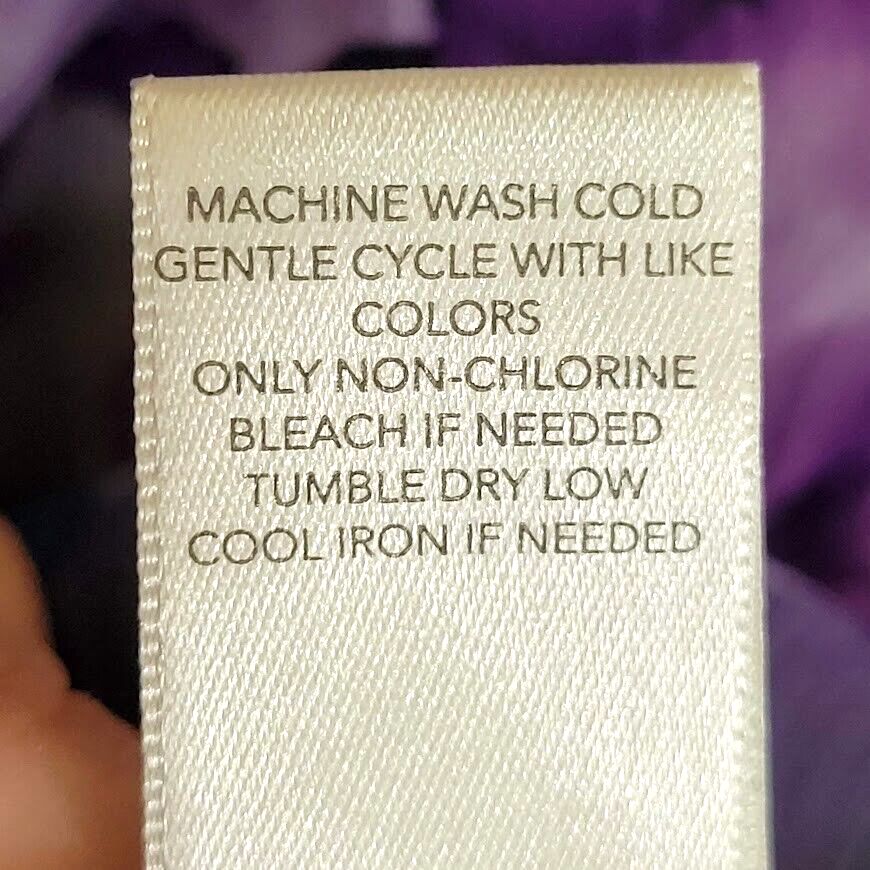 MACHINE WASH COLD
GENTLE CYCLE WITH LIKE
COLORS
ONLY NON-CHLORINE
BLEACH IF NEEDED
TUMBLE DRY LOW
COOL IRON IF NEEDED